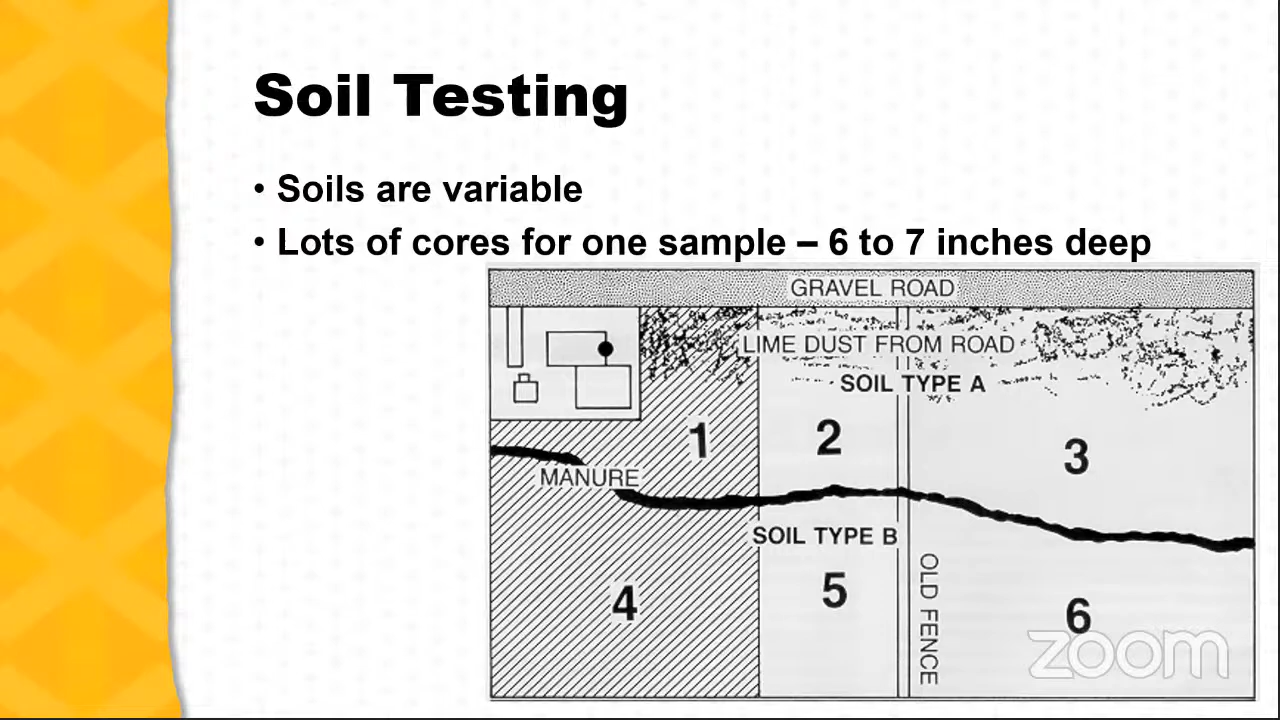 Soil Testing
• Soils are variable
• Lots of cores for one sample – 6 to 7 inches deep
GRAVEL ROAD
LIME DUST FROM ROAD
SOIL TYPE A
1
2
3
MANURE
SOIL TYPE B
4
5
OLD FENCE
6
zoom